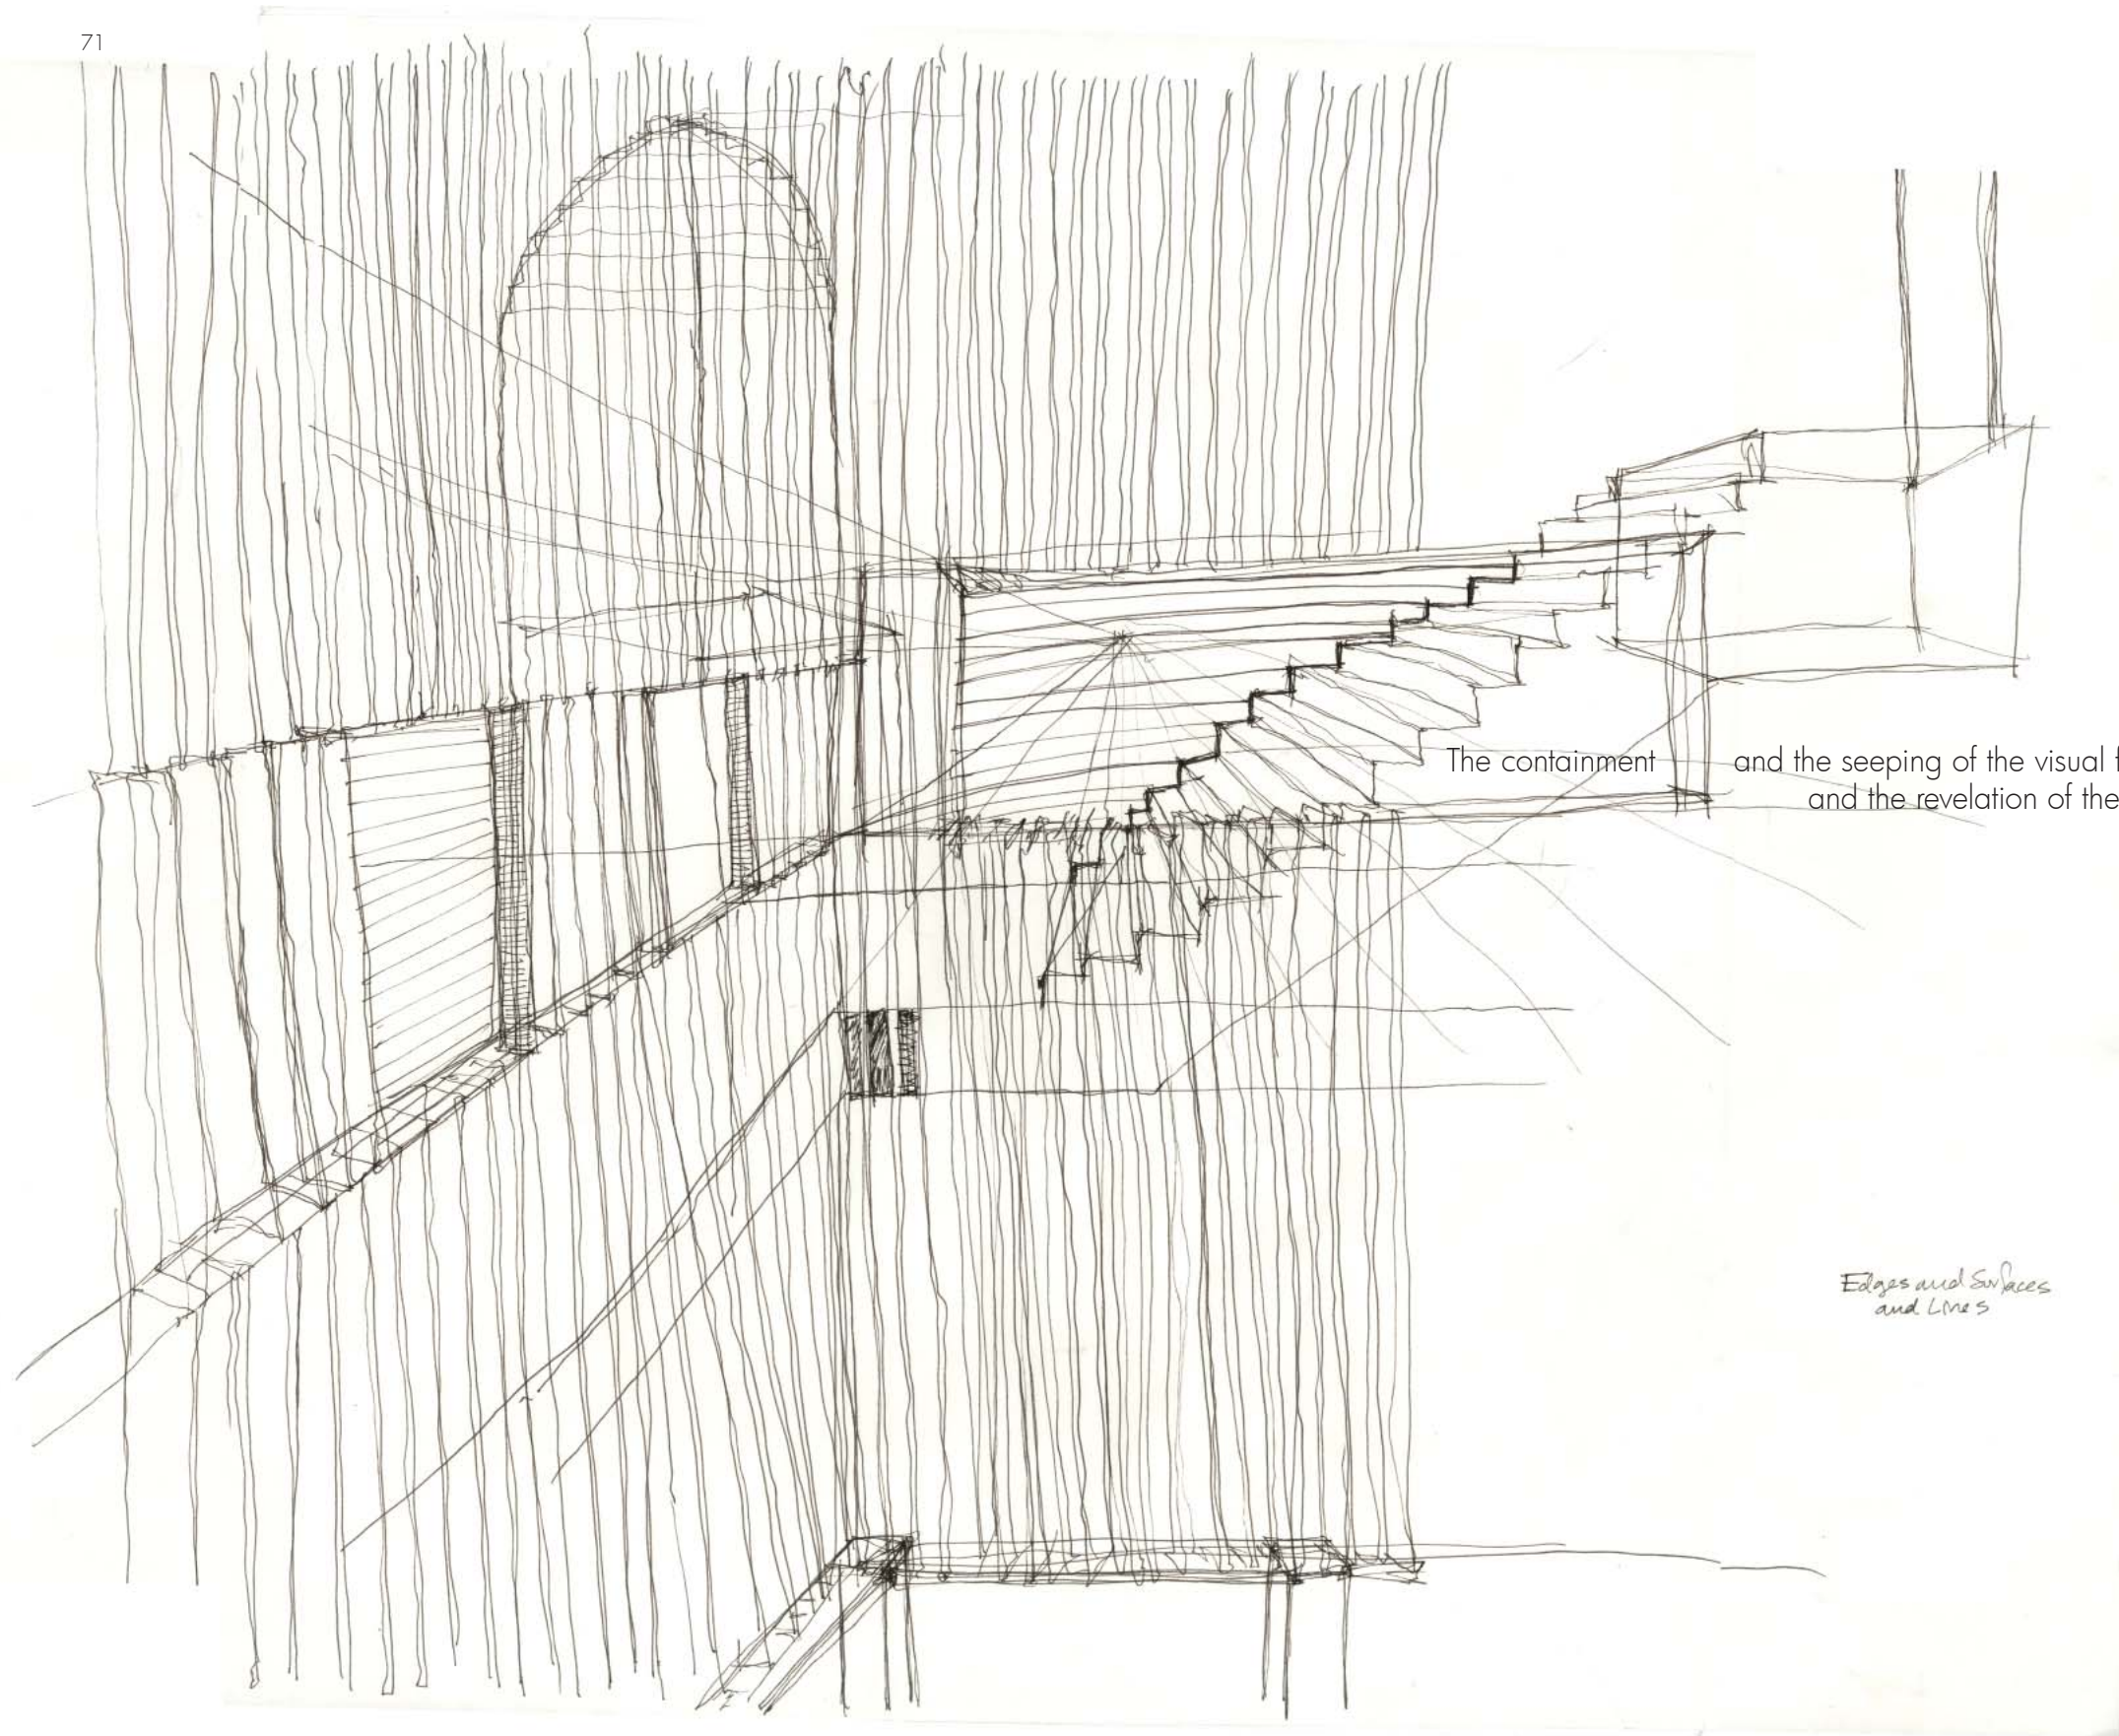 71
The containment and the seeping of the visual f
and the revelation of the
Edges and Surfaces
and Lines